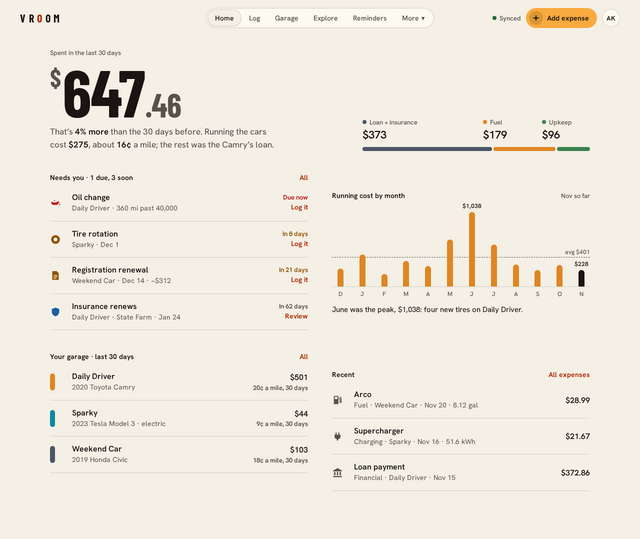 VROOM
Home
Log
Garage
Explore
Reminders
More ▾
Synced
+ Add expense
AK
Spent in the last 30 days
$647.46
That's 4% more than the 30 days before. Running the cars
cost $275, about 16¢ a mile; the rest was the Camry's loan.
Loan + insurance
$373
Fuel
$179
Upkeep
$96
Needs you · 1 due, 3 soon
All
Oil change
Due now
Daily Driver · 360 mi past 40,000
Log it
Tire rotation
In 8 days
Sparky · Dec 1
Log it
Registration renewal
In 21 days
Weekend Car · Dec 14 · ~$312
Log it
Insurance renews
In 62 days
Daily Driver · State Farm · Jan 24
Review
Running cost by month
Nov so far
$1,038
avg $401
$228
D J F M A M J J A S O N
June was the peak, $1,038: four new tires on Daily Driver.
Your garage · last 30 days
All
Daily Driver
$501
2020 Toyota Camry
20¢ a mile, 30 days
Sparky
$44
2023 Tesla Model 3 · electric
9¢ a mile, 30 days
Weekend Car
$103
2019 Honda Civic
18¢ a mile, 30 days
Recent
All expenses
Arco
Fuel · Weekend Car · Nov 20 · 8.12 gal
$28.99
Supercharger
Charging · Sparky · Nov 16 · 51.6 kWh
$21.67
Loan payment
Financial · Daily Driver · Nov 15
$372.86